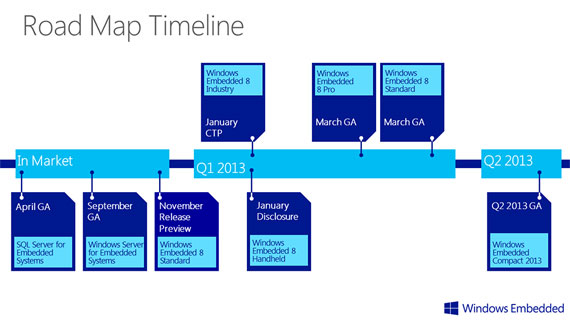 Road Map Timeline
Windows
Embedded 8
Industry
January
CTP
Windows
Embedded
8 Pro
March GA
Windows
Embedded 8
Standard
March GA
In Market
Q1 2013
Q2 2013
April GA
SQL Server for
Embedded
Systems
September
GA
Windows Server
for Embedded
Systems
November
Release
Preview
Windows
Embedded 8
Standard
January
Disclosure
Windows
Embedded 8
Handheld
Q2 2013 GA
Windows
Embedded
Compact 2013
Windows Embedded